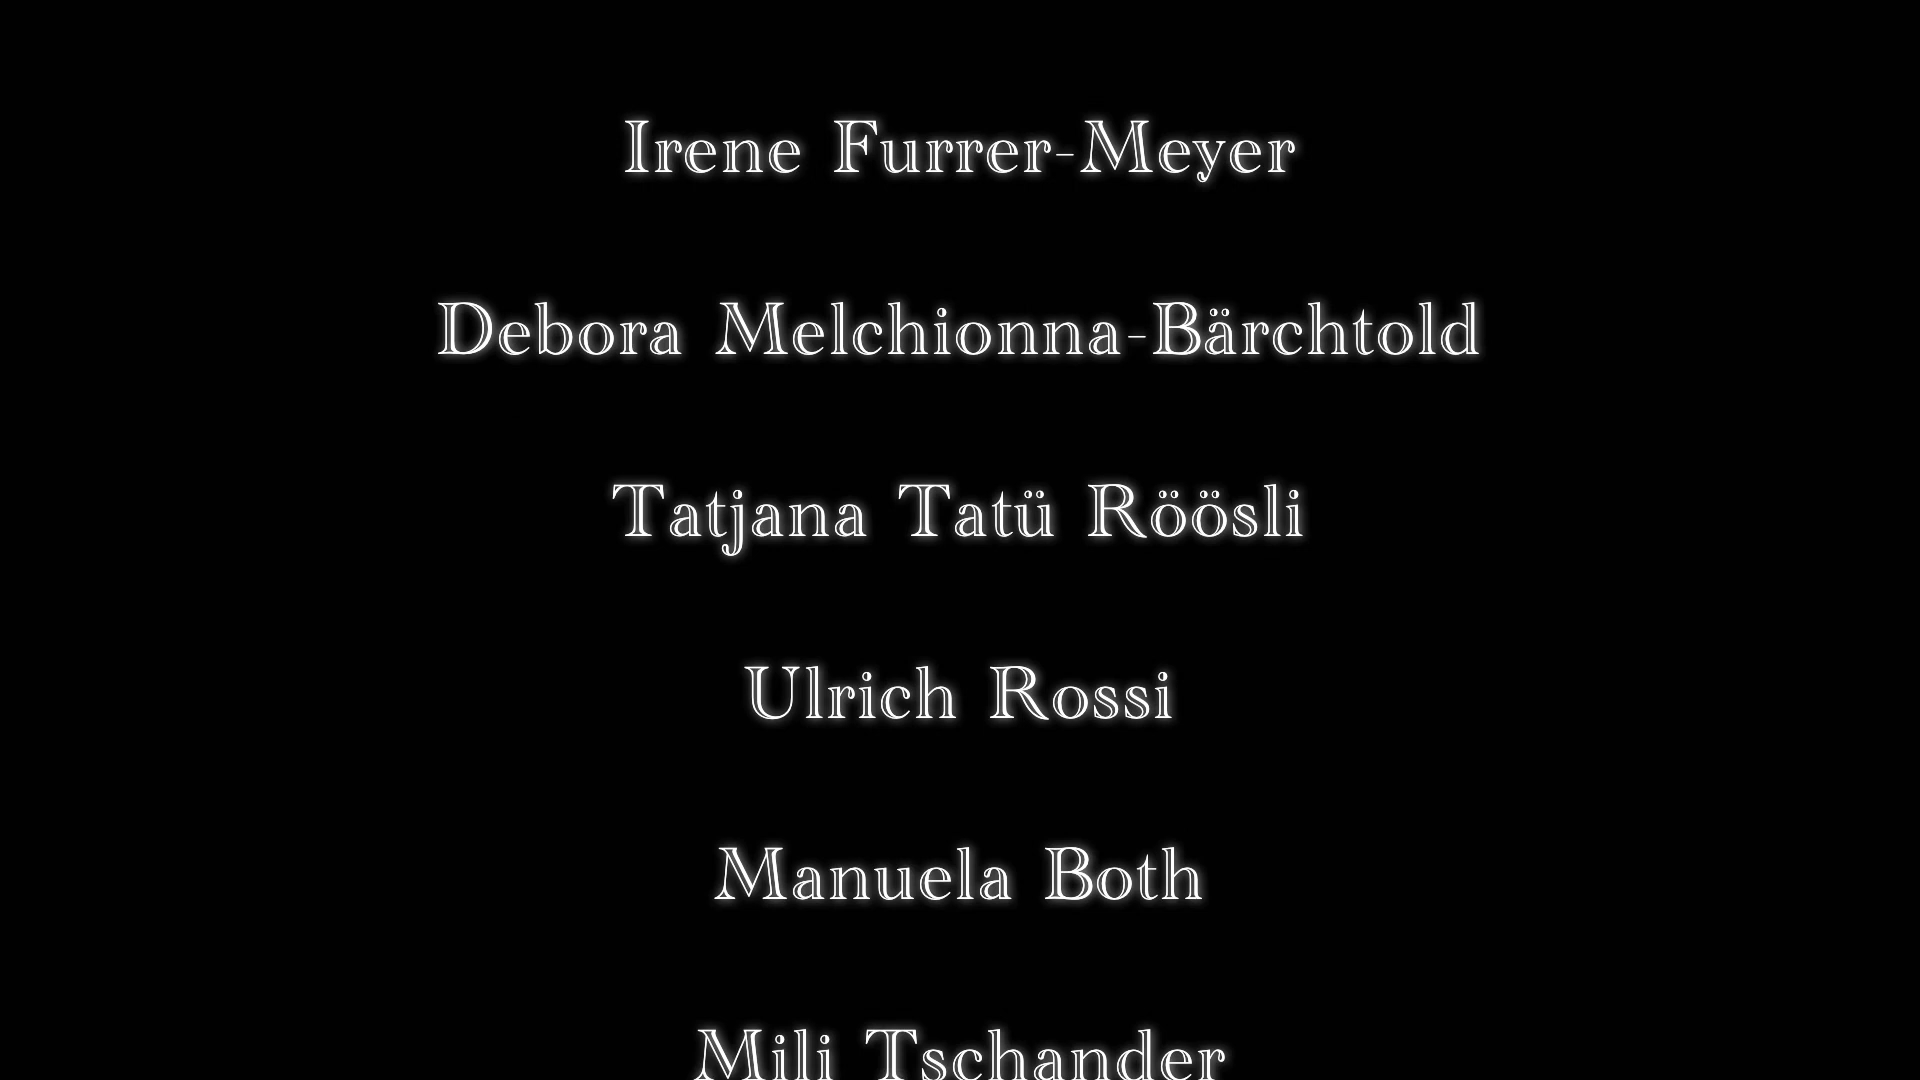 Irene Furrer-Meyer
Debora Melchionna-Bärchtold
Tatjana Tatü Röösli
Ulrich Rossi
Manuela Both
Mili Tschander